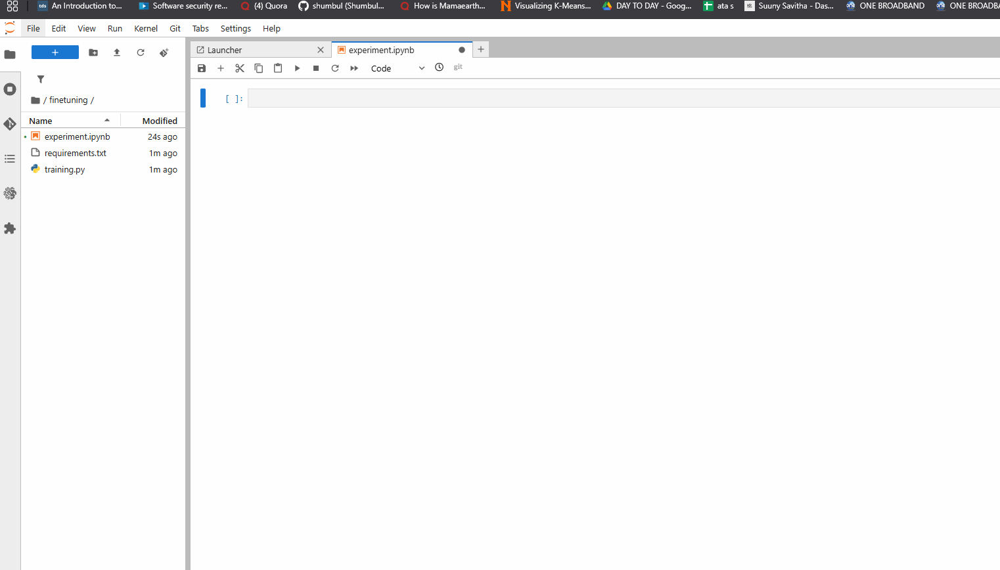 tds An Introduction to... Software security re... (4) Quora shumbul (Shumbul... How is Mamaearth... Visualizing K-Means... DAY TO DAY - Goog... ata s Suuny Savitha - Das... ONE BROADBAND ONE BROADBA
File Edit View Run Kernel Git Tabs Settings Help
Launcher experiment.ipynb
Code git
/ finetuning /
[ ]:
Name Modified
experiment.ipynb 24s ago
requirements.txt 1m ago
training.py 1m ago